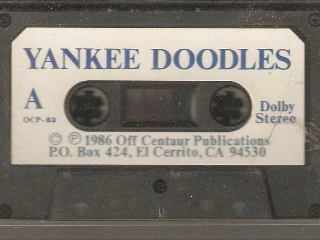 YANKEE DOODLES
A
OCP-83
Dolby
Stereo
© ℗ 1986 Off Centaur Publications
P.O. Box 424, El Cerrito, CA 94530